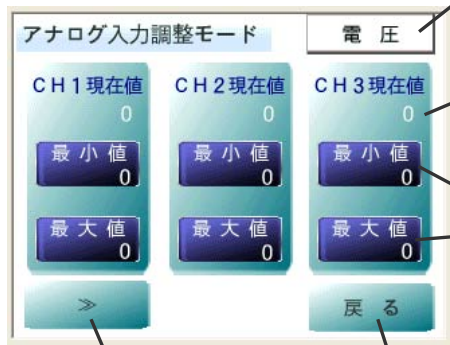 アナログ入力調整モード 電 圧
CH1現在値 CH2現在値 CH3現在値
0 0 0
最小値 最小値 最小値
0 0 0
最大値 最大値 最大値
0 0 0
≫ 戻 る